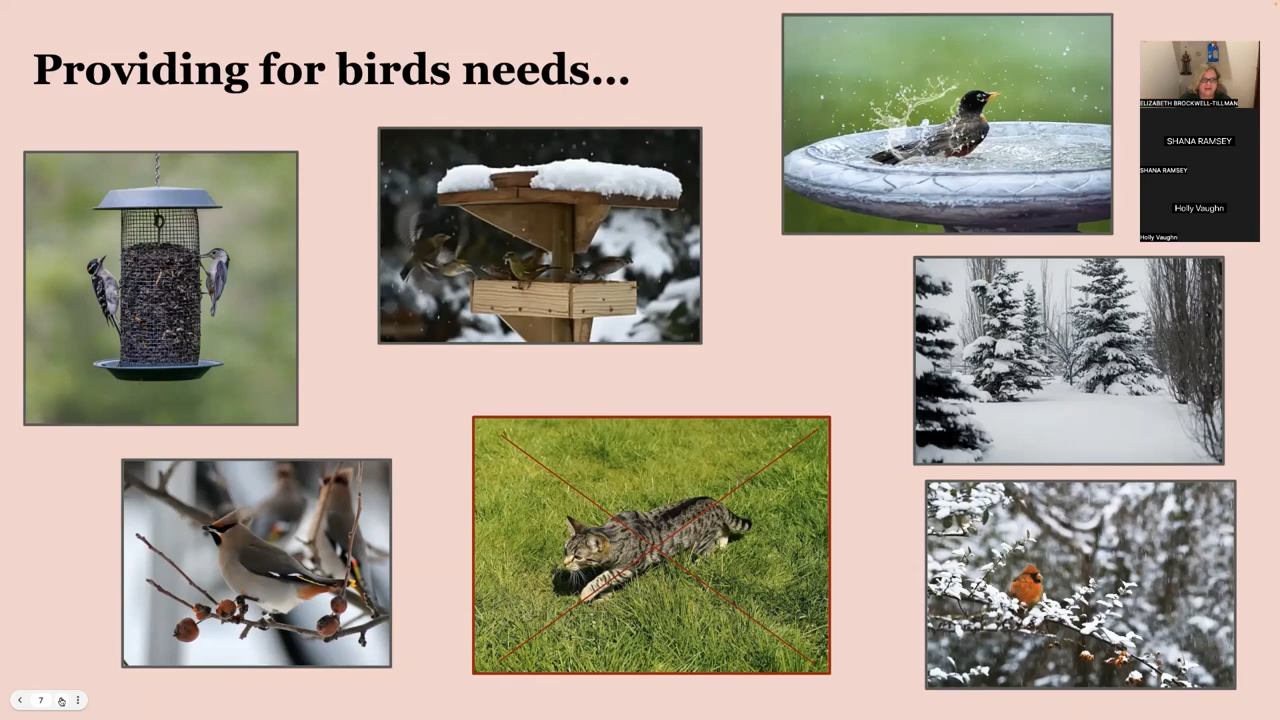 Providing for birds needs...
ELIZABETH BROCKWELL-TILLMAN
SHANA RAMSEY
SHANA RAMSEY
Holly Vaughn
Holly Vaughn
7